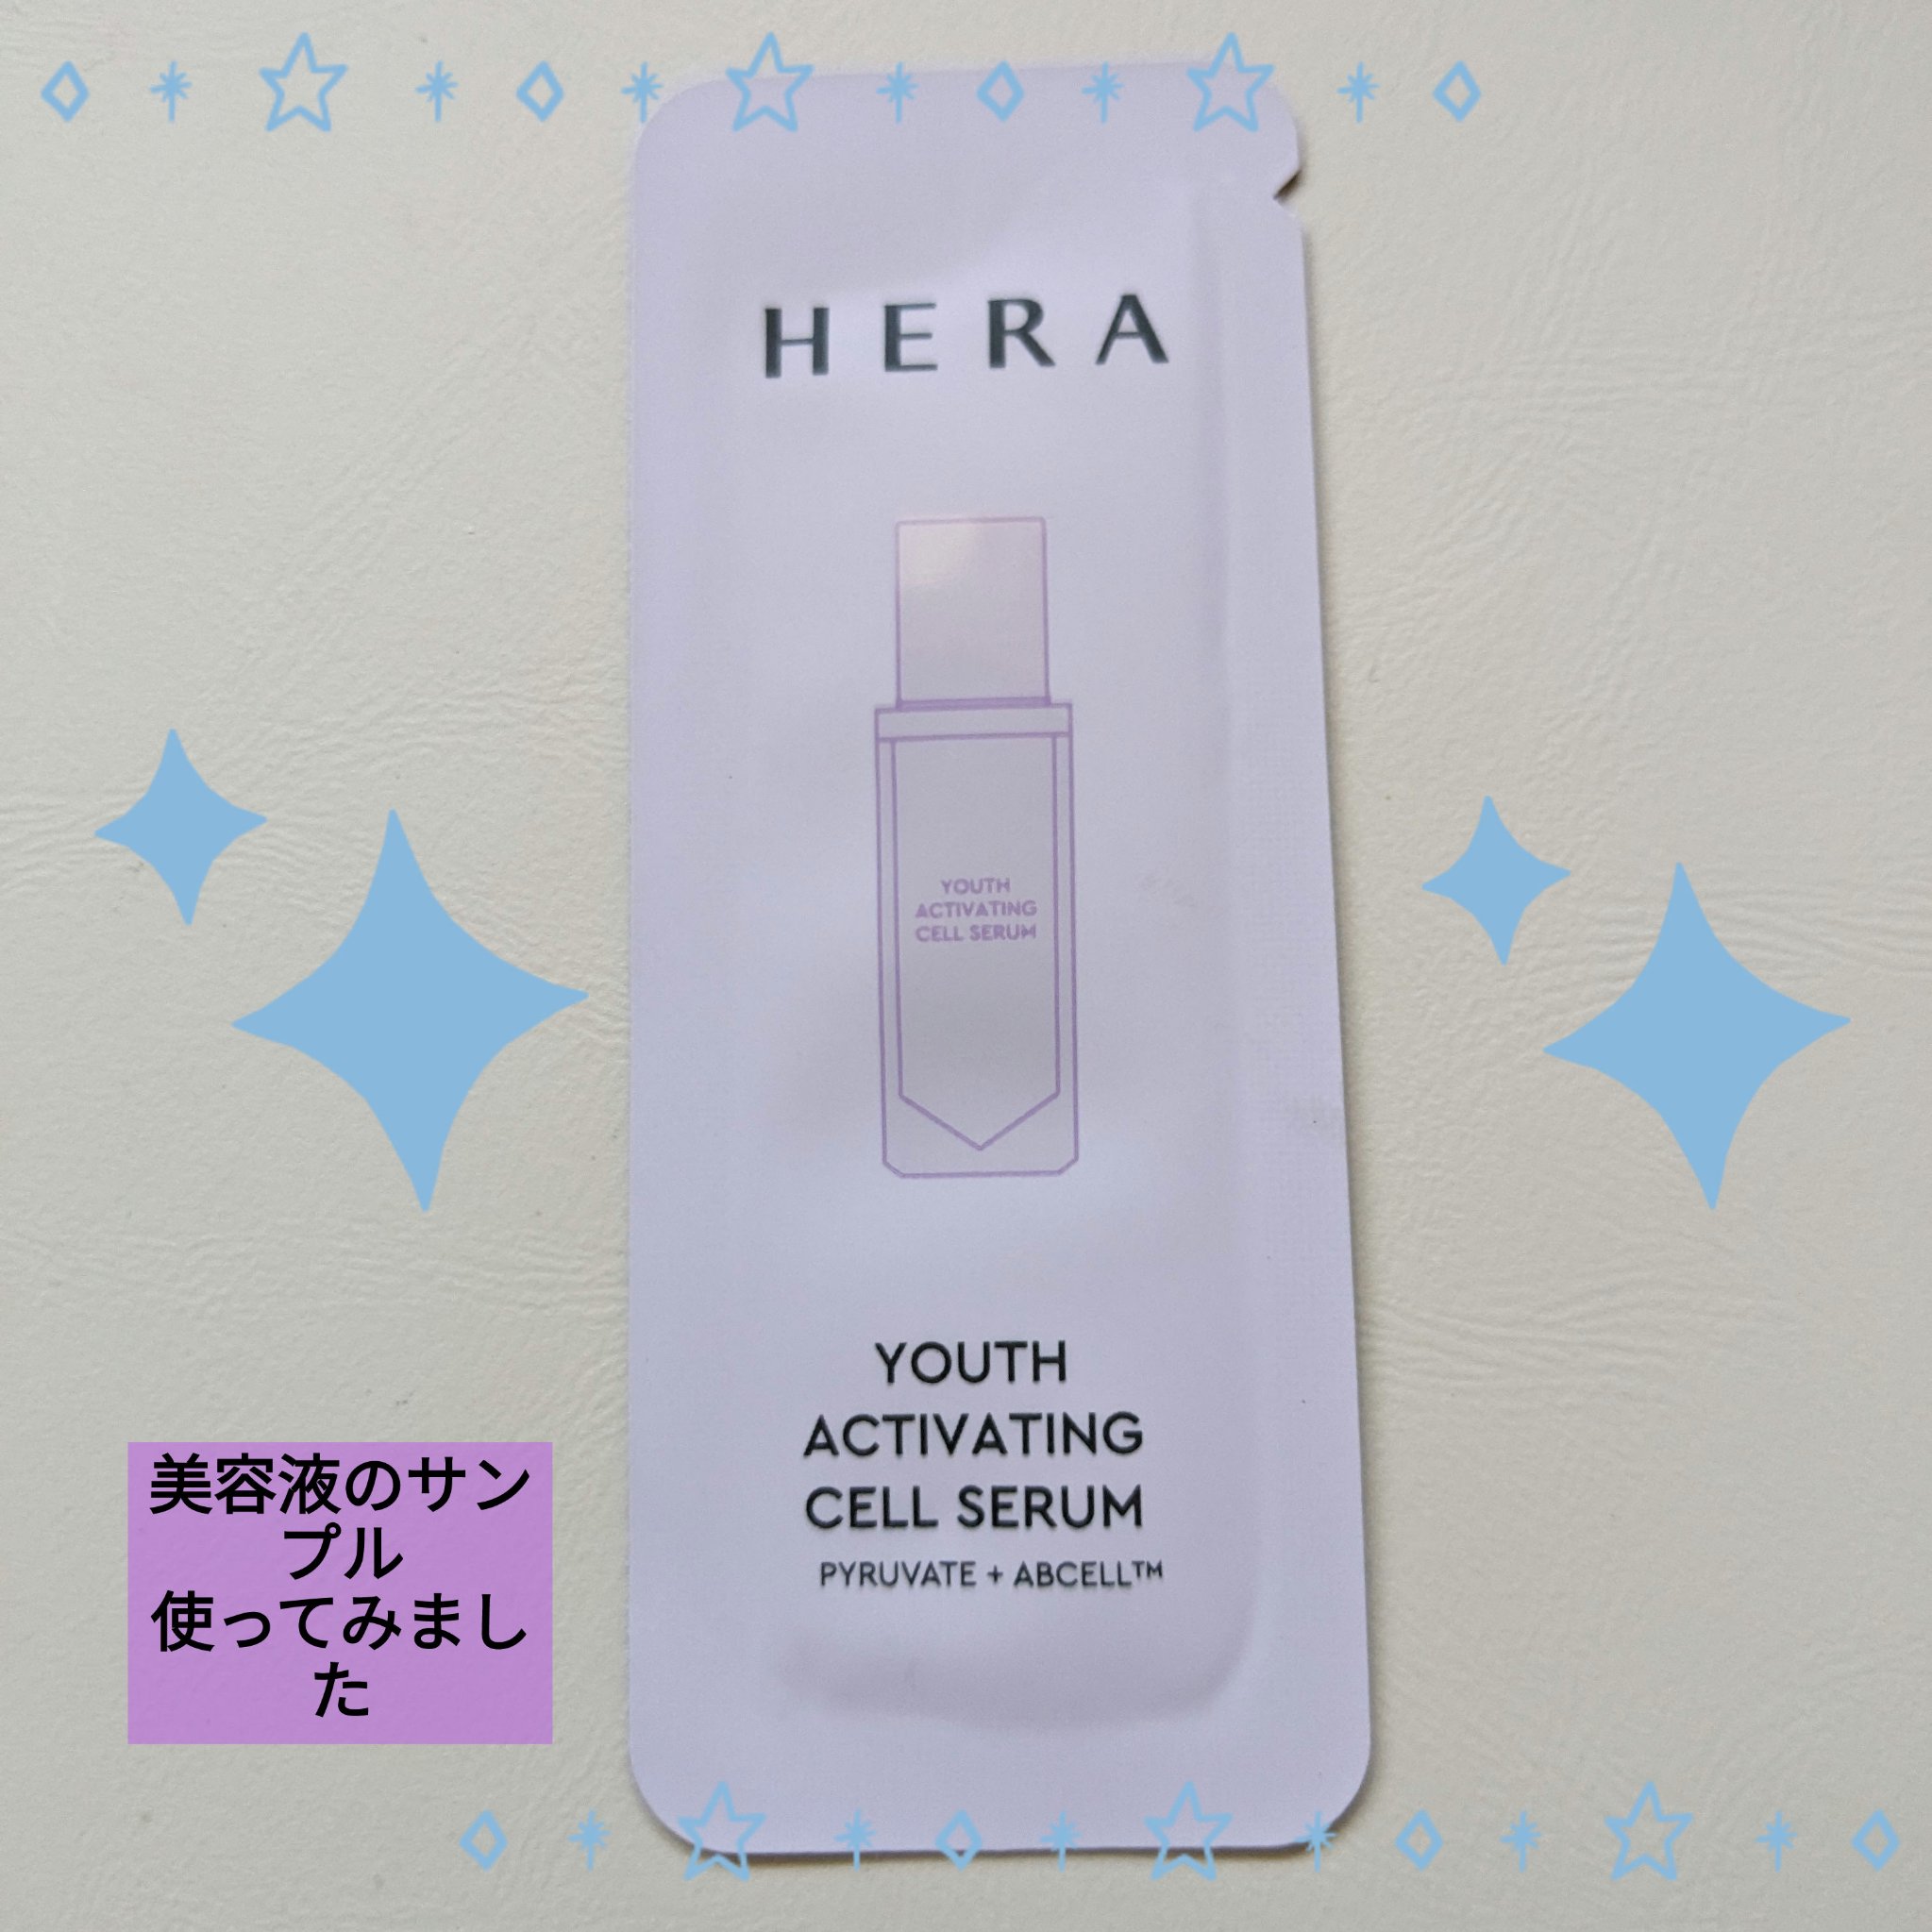 HERA
YOUTH
ACTIVATING
CELL SERUM
YOUTH
ACTIVATING
CELL SERUM
PYRUVATE + ABCELL™
美容液のサン
プル
使ってみまし
た